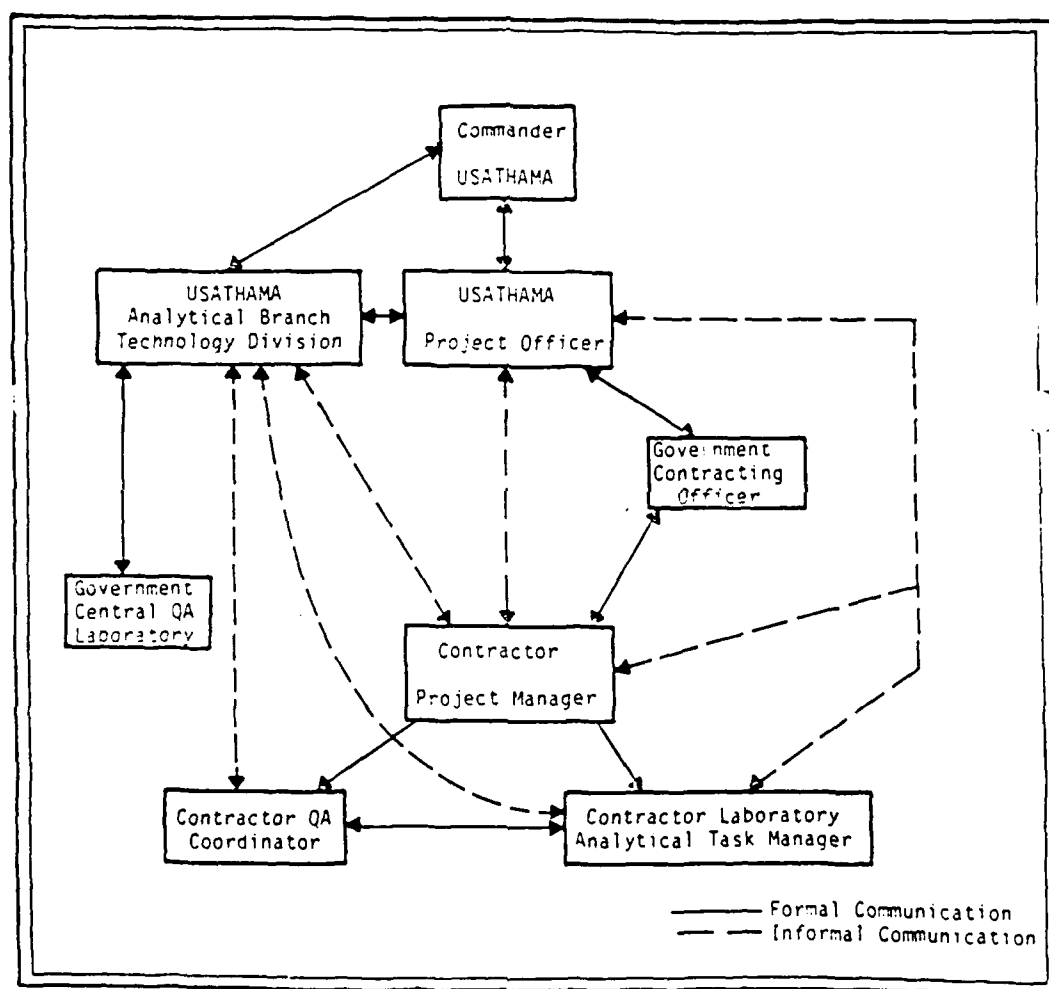 Commander
USATHAMA
USATHAMA
Analytical Branch
Technology Division
USATHAMA
Project Officer
Government
Contracting
Officer
Government
Central QA
Laboratory
Contractor
Project Manager
Contractor QA
Coordinator
Contractor Laboratory
Analytical Task Manager
Formal Communication
Informal Communication